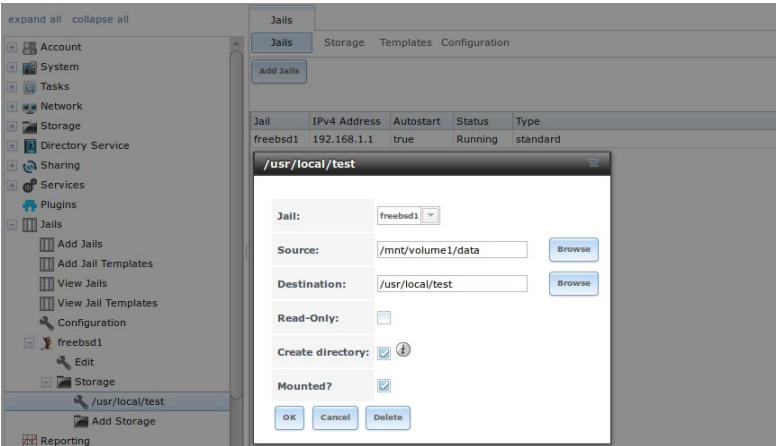 expand all collapse all
Account
System
Tasks
Network
Storage
Directory Service
Sharing
Services
Plugins
Jails
Add Jails
Add Jail Templates
View Jails
View Jail Templates
Configuration
freebsd1
Edit
Storage
/usr/local/test
Add Storage
Reporting
Jails
Jails Storage Templates Configuration
Add Jails
Jail IPv4 Address Autostart Status Type
freebsd1 192.168.1.1 true Running standard
/usr/local/test
Jail: freebsd1
Source: /mnt/volume1/data Browse
Destination: /usr/local/test Browse
Read-Only:
Create directory: i
Mounted?
OK Cancel Delete